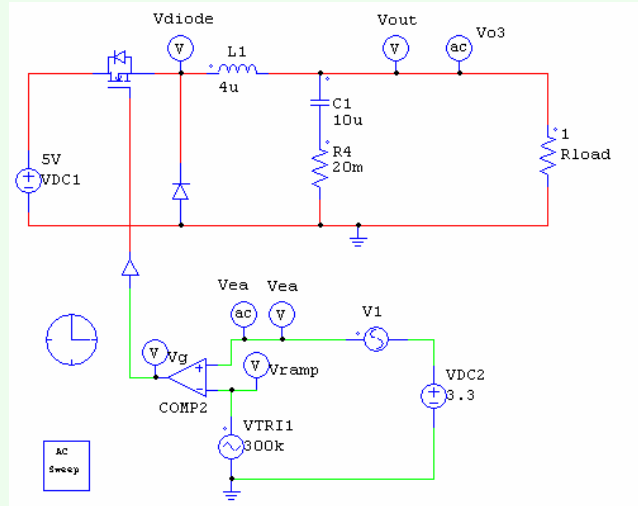 Vdiode
Vout
Vo3
V
L1
V
ac
4u
C1
10u
1
Rload
5V
VDC1
R4
20m
Vea
Vea
ac
V
V1
V
Vg
V
Vramp
COMP2
VDC2
3.3
VTRI1
300k
AC
Sweep